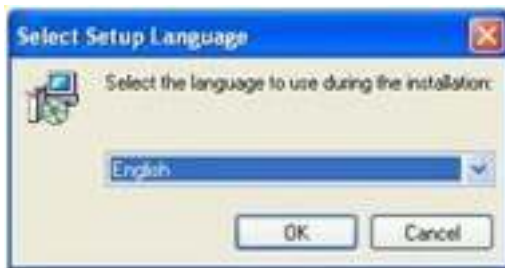 Select Setup Language
Select the language to use during the installation:
English
OK
Cancel